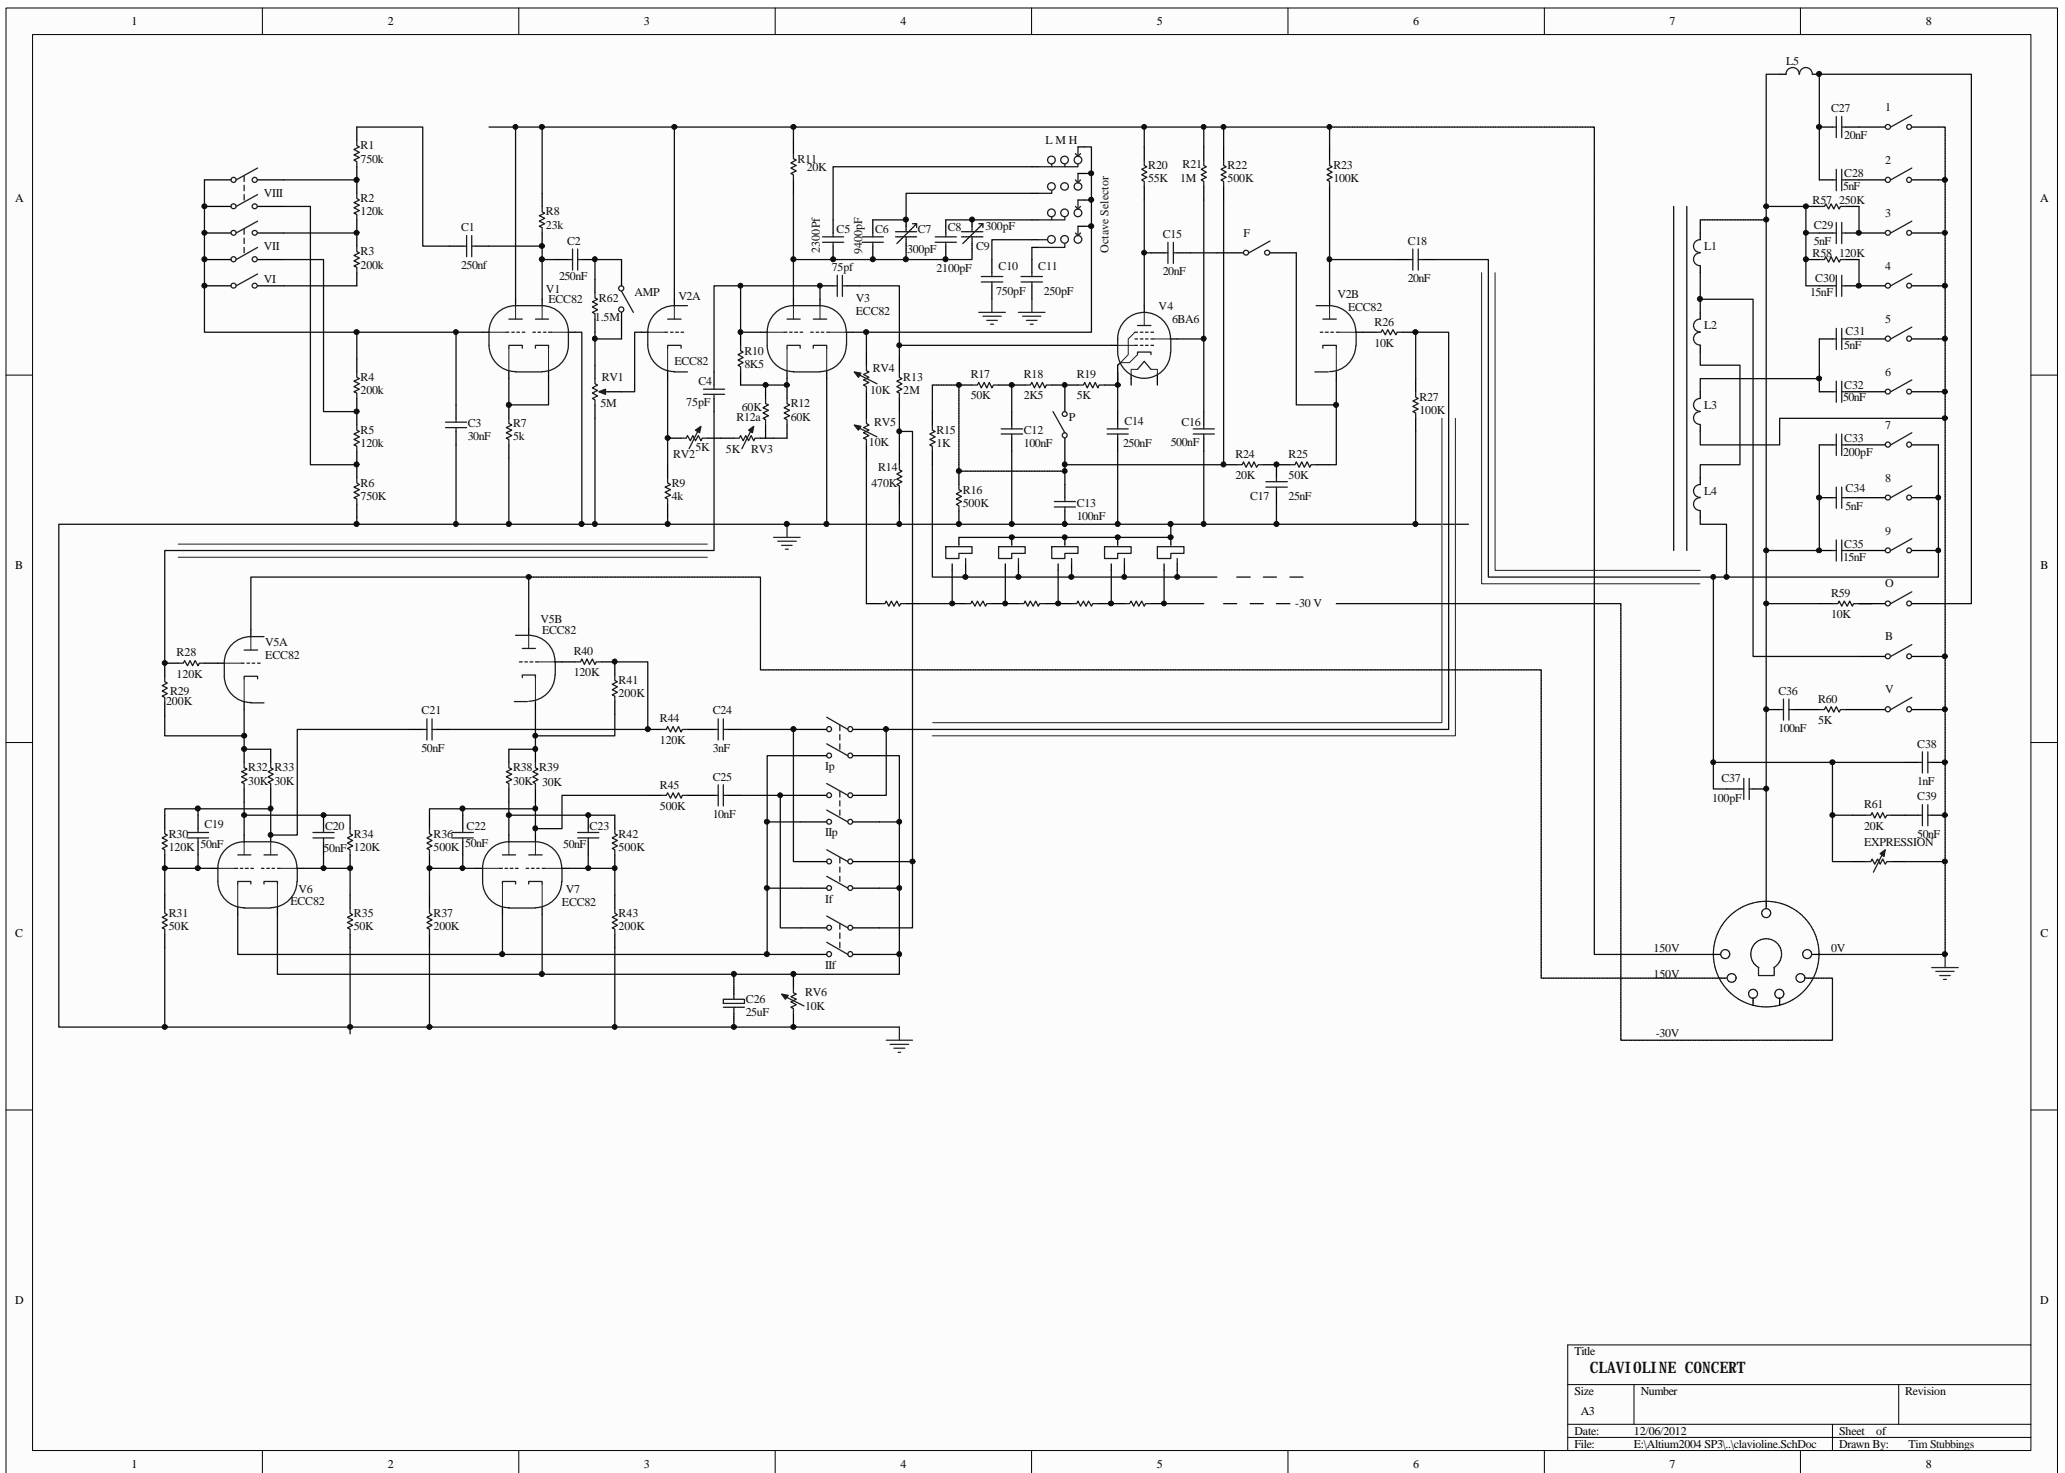 1 2 3 4 5 6 7 8
A
B
C
D
A
B
C
D
R1
750k
R2
120k
R3
200k
VIII
VII
VI
R4
200k
R5
120k
R6
750K
C1
250nf
C3
30nF
R8
23k
C2
250nF
V1
ECC82
R7
5k
R62
1.5M
AMP
RV1
5M
V2A
ECC82
C4
75pF
R9
4k
RV2
5K
5K
RV3
R10
8K5
60K
R12a
R12
60K
R11
20K
V3
ECC82
75pf
2300Pf
C5
9400pF
C6
C7
300pF
C8
2100pF
300pF
C9
L M H
Octave Selector
C10
750pF
C11
250pF
RV4
10K
RV5
10K
R13
2M
R14
470K
R15
1K
R16
500K
R17
50K
R18
2K5
R19
5K
P
C12
100nF
C13
100nF
C14
250nF
R20
55K
C15
20nF
V4
6BA6
R21
1M
R22
500K
F
C16
500nF
R24
20K
R25
50K
C17
25nF
R23
100K
C18
20nF
V2B
ECC82
R26
10K
R27
100K
-30 V
L5
L1
L2
L3
L4
C27
20nF
1
C28
5nF
2
R57 250K
C29
5nF
3
R58 120K
C30
15nF
4
C31
5nF
5
C32
50nF
6
C33
200pF
7
C34
5nF
8
C35
15nF
9
R59
10K
O
B
C36
100nF
R60
5K
V
C37
100pF
C38
1nF
C39
50nF
R61
20K
EXPRESSION
150V
150V
-30V
0V
R28
120K
R29
200K
V5A
ECC82
V5B
ECC82
R40
120K
R41
200K
C21
50nF
R44
120K
C24
3nF
R45
500K
C25
10nF
Ip
IIp
If
IIf
R32
30K
R33
30K
R38
30K
R39
30K
R30
120K
C19
50nF
C20
50nF
R34
120K
R36
500K
C22
50nF
C23
50nF
R42
500K
V6
ECC82
V7
ECC82
R31
50K
R35
50K
R37
200K
R43
200K
C26
25uF
RV6
10K
Title
CLAVIOLINE CONCERT
Size
A3
Number
Revision
Date: 12/06/2012 Sheet of
File: E:\Altium2004 SP3\..\clavioline.SchDoc Drawn By: Tim Stubbings
1 2 3 4 5 6 7 8